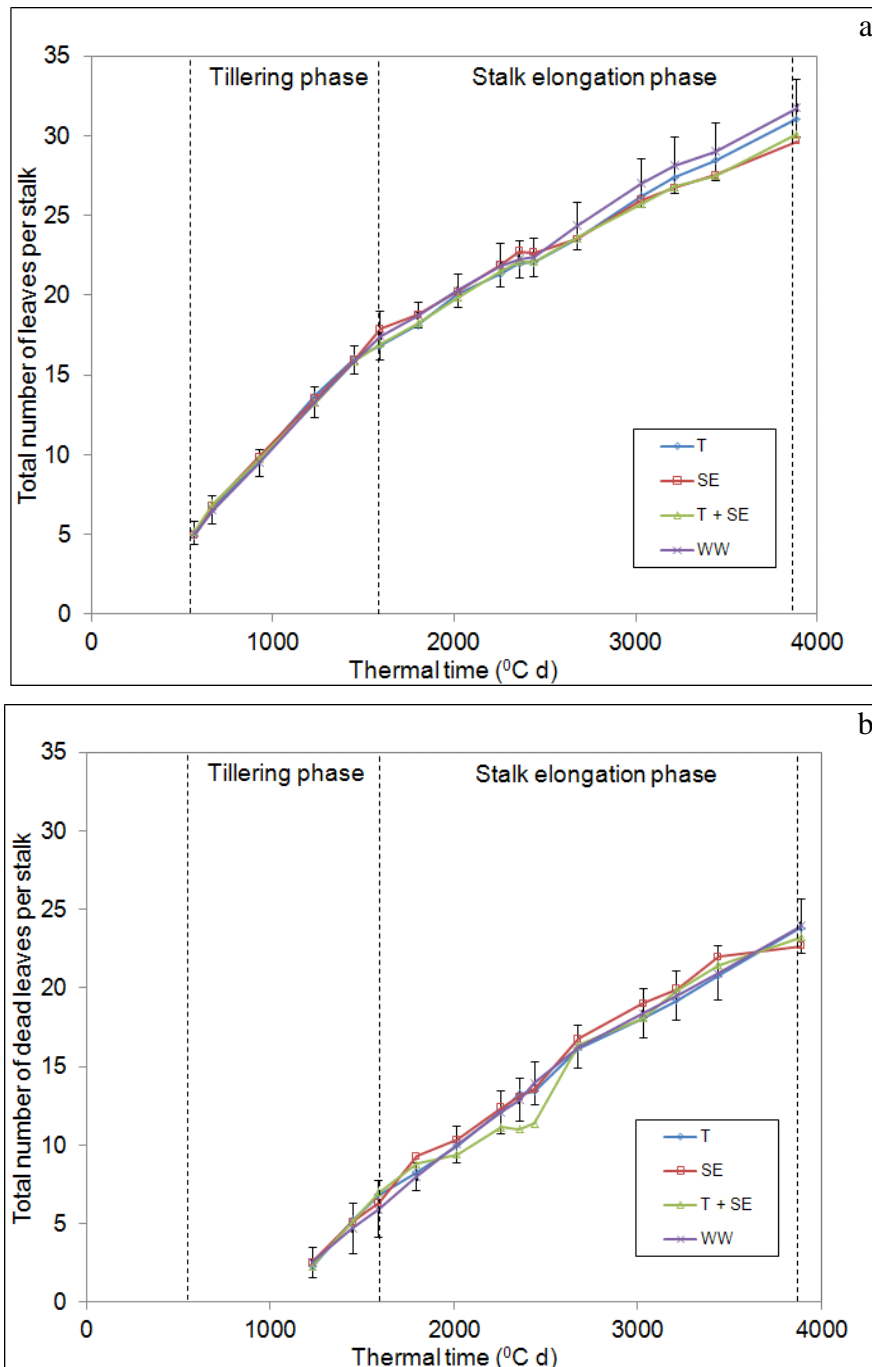 a
35
Tillering phase
Stalk elongation phase
30
25
20
15
10
5
0
Total number of leaves per stalk
T
SE
T + SE
WW
0
1000
2000
3000
4000
Thermal time (⁰C d)
b
35
Tillering phase
Stalk elongation phase
30
25
20
15
10
5
0
Total number of dead leaves per stalk
T
SE
T + SE
WW
0
1000
2000
3000
4000
Thermal time (⁰C d)